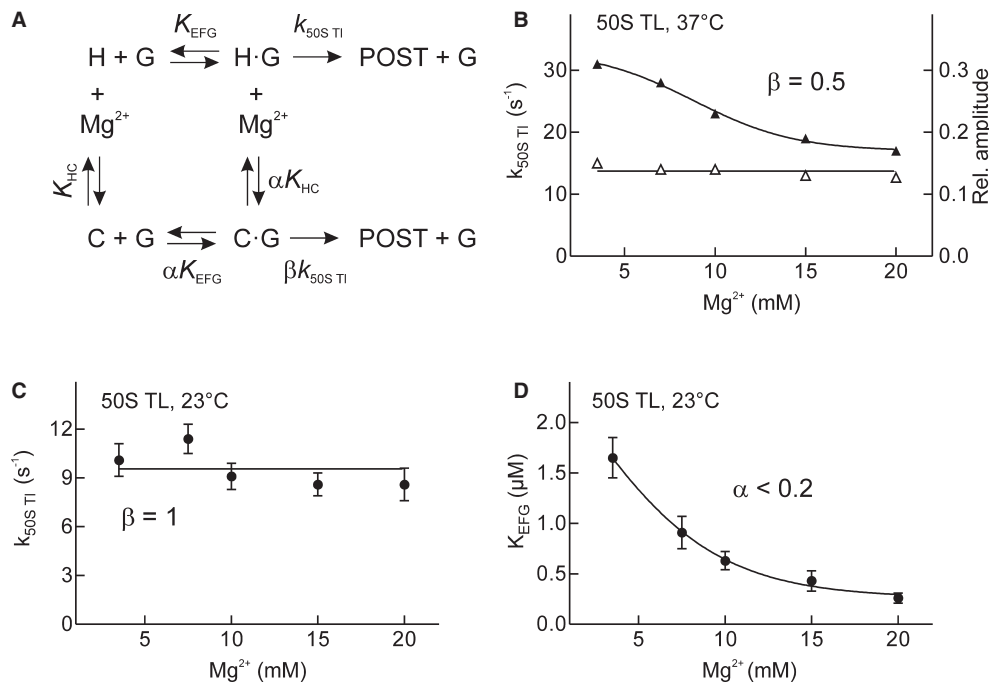 A
K_EFG k_50S Tl
H + G H·G POST + G
+ +
Mg²⁺ Mg²⁺
K_HC αK_HC
C + G C·G POST + G
αK_EFG βk_50S Tl
B
50S TL, 37°C
β = 0.5
k_50S Tl (s⁻¹)
30
20
10
0
Rel. amplitude
0.3
0.2
0.1
0.0
5 10 15 20
Mg²⁺ (mM)
C
50S TL, 23°C
β = 1
k_50S Tl (s⁻¹)
12
9
6
3
0
5 10 15 20
Mg²⁺ (mM)
D
50S TL, 23°C
α < 0.2
K_EFG (µM)
2.0
1.5
1.0
0.5
0.0
5 10 15 20
Mg²⁺ (mM)